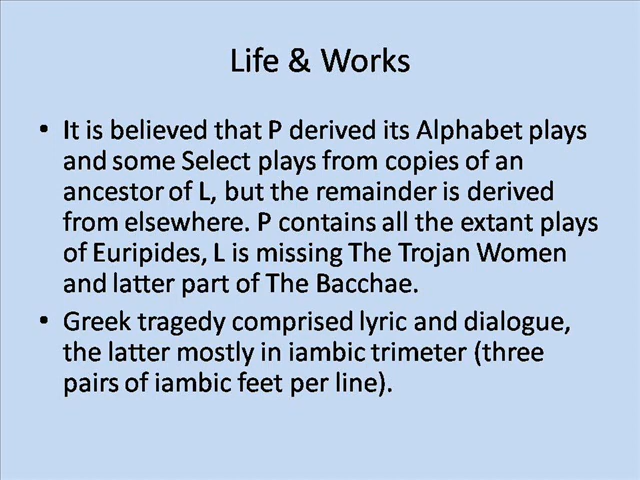 Life & Works
• It is believed that P derived its Alphabet plays
and some Select plays from copies of an
ancestor of L, but the remainder is derived
from elsewhere. P contains all the extant plays
of Euripides, L is missing The Trojan Women
and latter part of The Bacchae.
• Greek tragedy comprised lyric and dialogue,
the latter mostly in iambic trimeter (three
pairs of iambic feet per line).